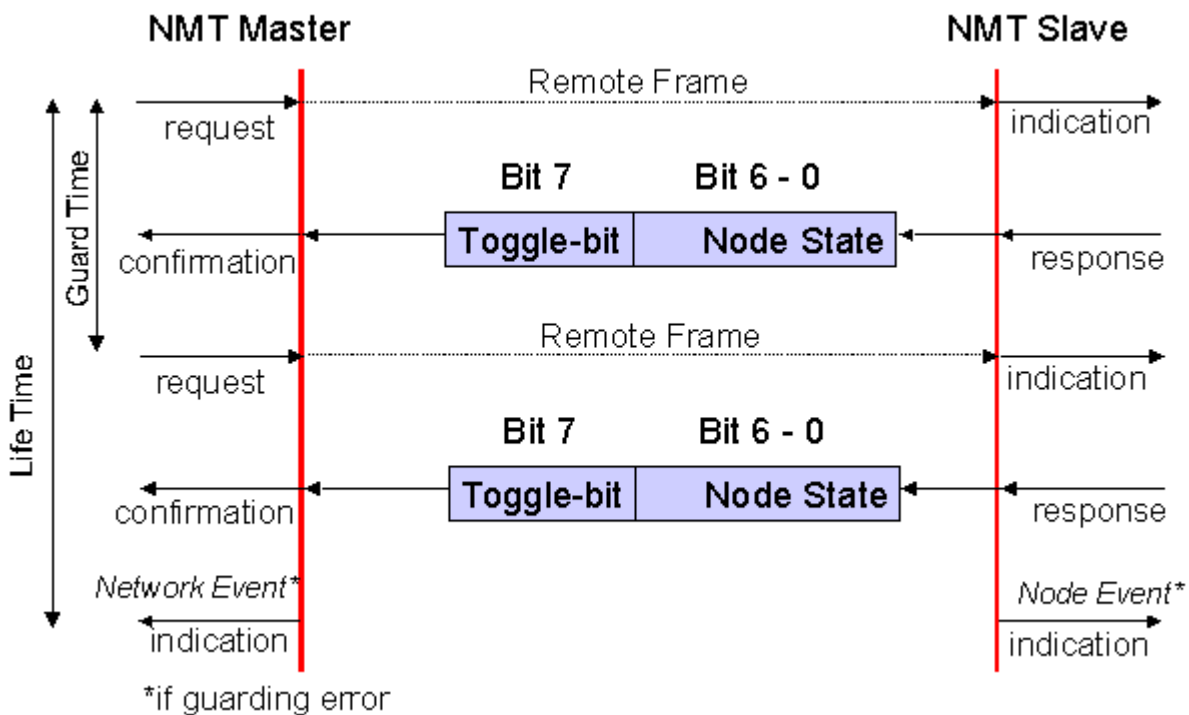 NMT Master
NMT Slave
Remote Frame
request
indication
Bit 7
Bit 6 - 0
Guard Time
Toggle-bit
Node State
confirmation
response
Remote Frame
request
indication
Life Time
Bit 7
Bit 6 - 0
Toggle-bit
Node State
confirmation
response
Network Event*
Node Event*
indication
indication
*if guarding error